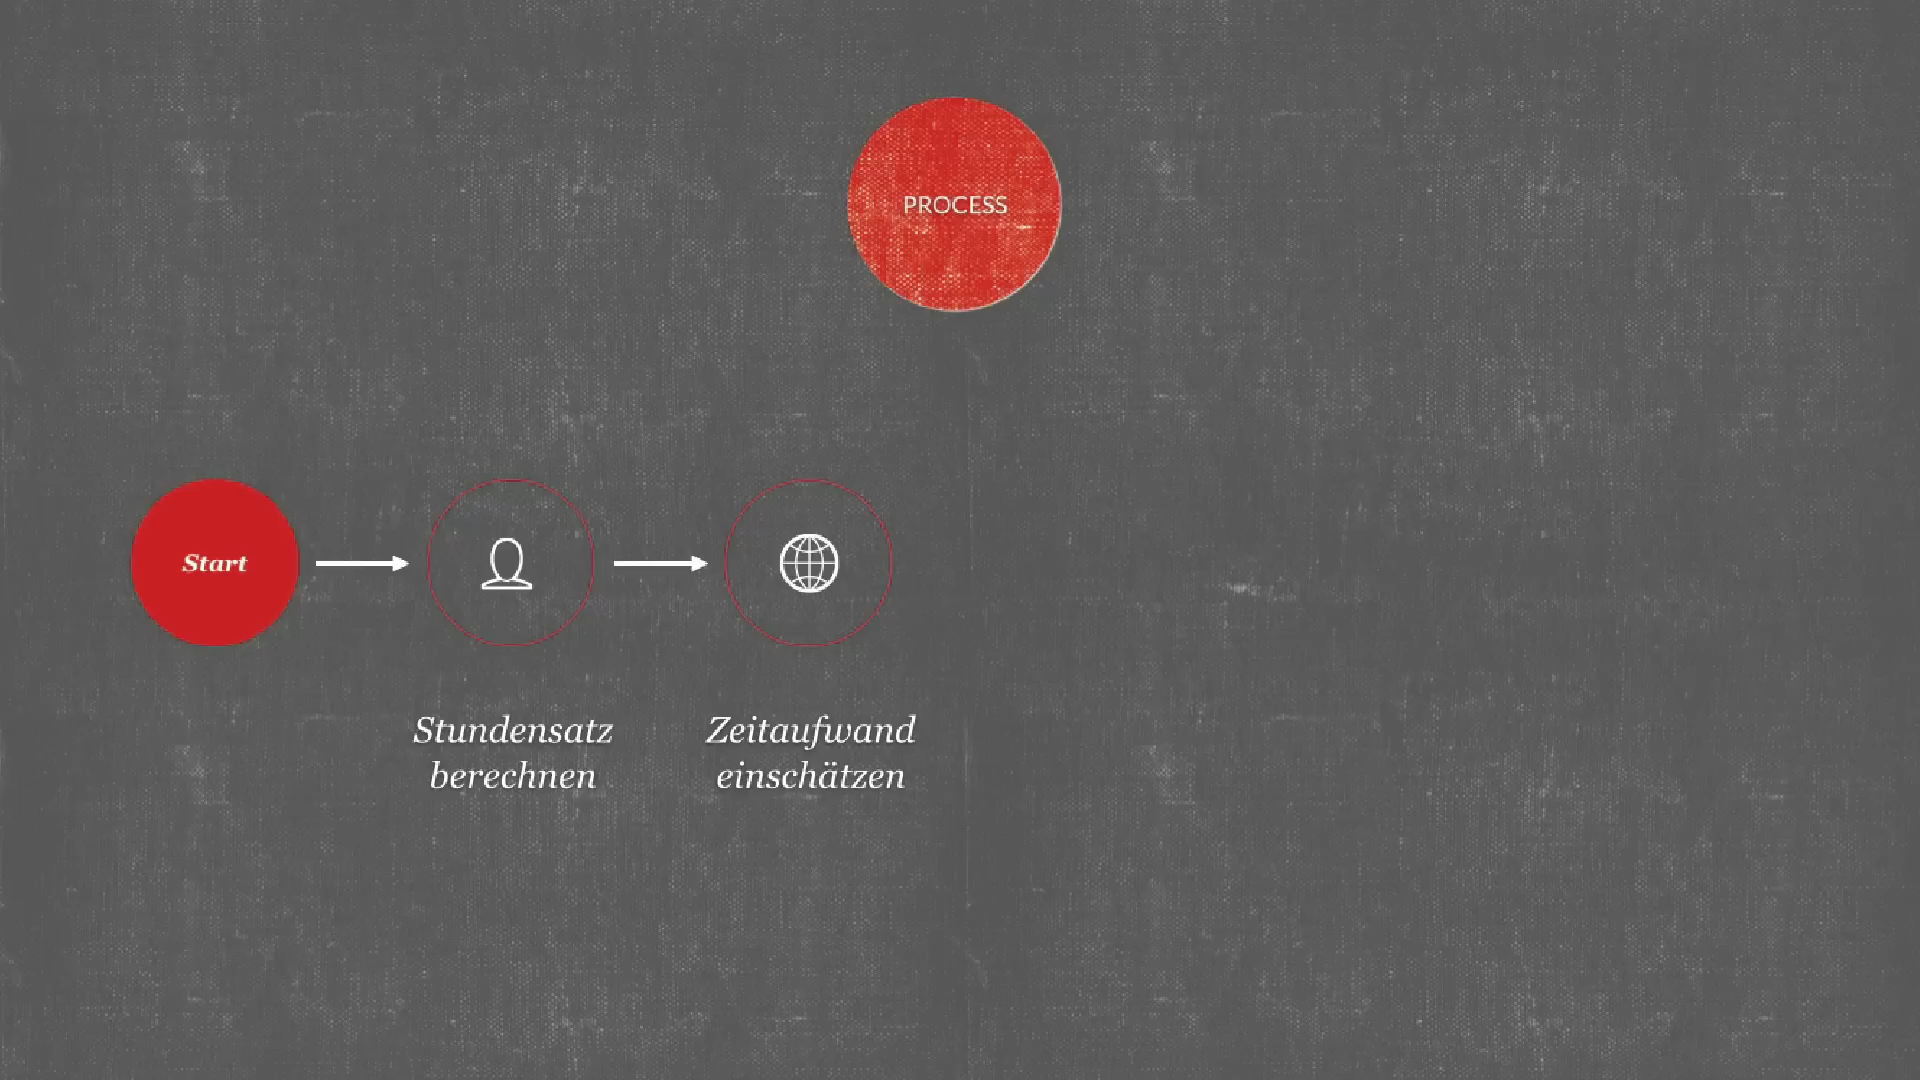 PROCESS
Start
Stundensatz
berechnen
Zeitaufwand
einschätzen